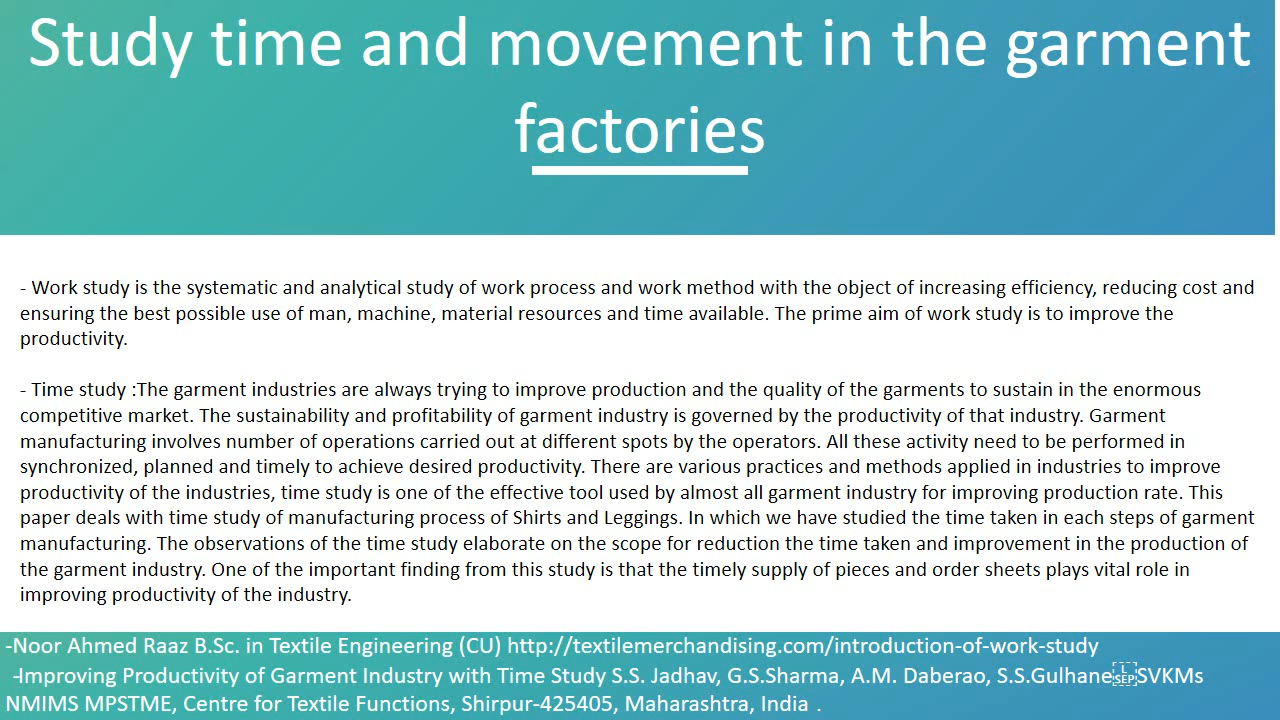 Study time and movement in the garment
factories
- Work study is the systematic and analytical study of work process and work method with the object of increasing efficiency, reducing cost and
ensuring the best possible use of man, machine, material resources and time available. The prime aim of work study is to improve the
productivity.
- Time study :The garment industries are always trying to improve production and the quality of the garments to sustain in the enormous
competitive market. The sustainability and profitability of garment industry is governed by the productivity of that industry. Garment
manufacturing involves number of operations carried out at different spots by the operators. All these activity need to be performed in
synchronized, planned and timely to achieve desired productivity. There are various practices and methods applied in industries to improve
productivity of the industries, time study is one of the effective tool used by almost all garment industry for improving production rate. This
paper deals with time study of manufacturing process of Shirts and Leggings. In which we have studied the time taken in each steps of garment
manufacturing. The observations of the time study elaborate on the scope for reduction the time taken and improvement in the production of
the garment industry. One of the important finding from this study is that the timely supply of pieces and order sheets plays vital role in
improving productivity of the industry.
-Noor Ahmed Raaz B.Sc. in Textile Engineering (CU) http://textilemerchandising.com/introduction-of-work-study
-Improving Productivity of Garment Industry with Time Study S.S. Jadhav, G.S.Sharma, A.M. Daberao, S.S.Gulhane L SEP SVKMs
NMIMS MPSTME, Centre for Textile Functions, Shirpur-425405, Maharashtra, India .